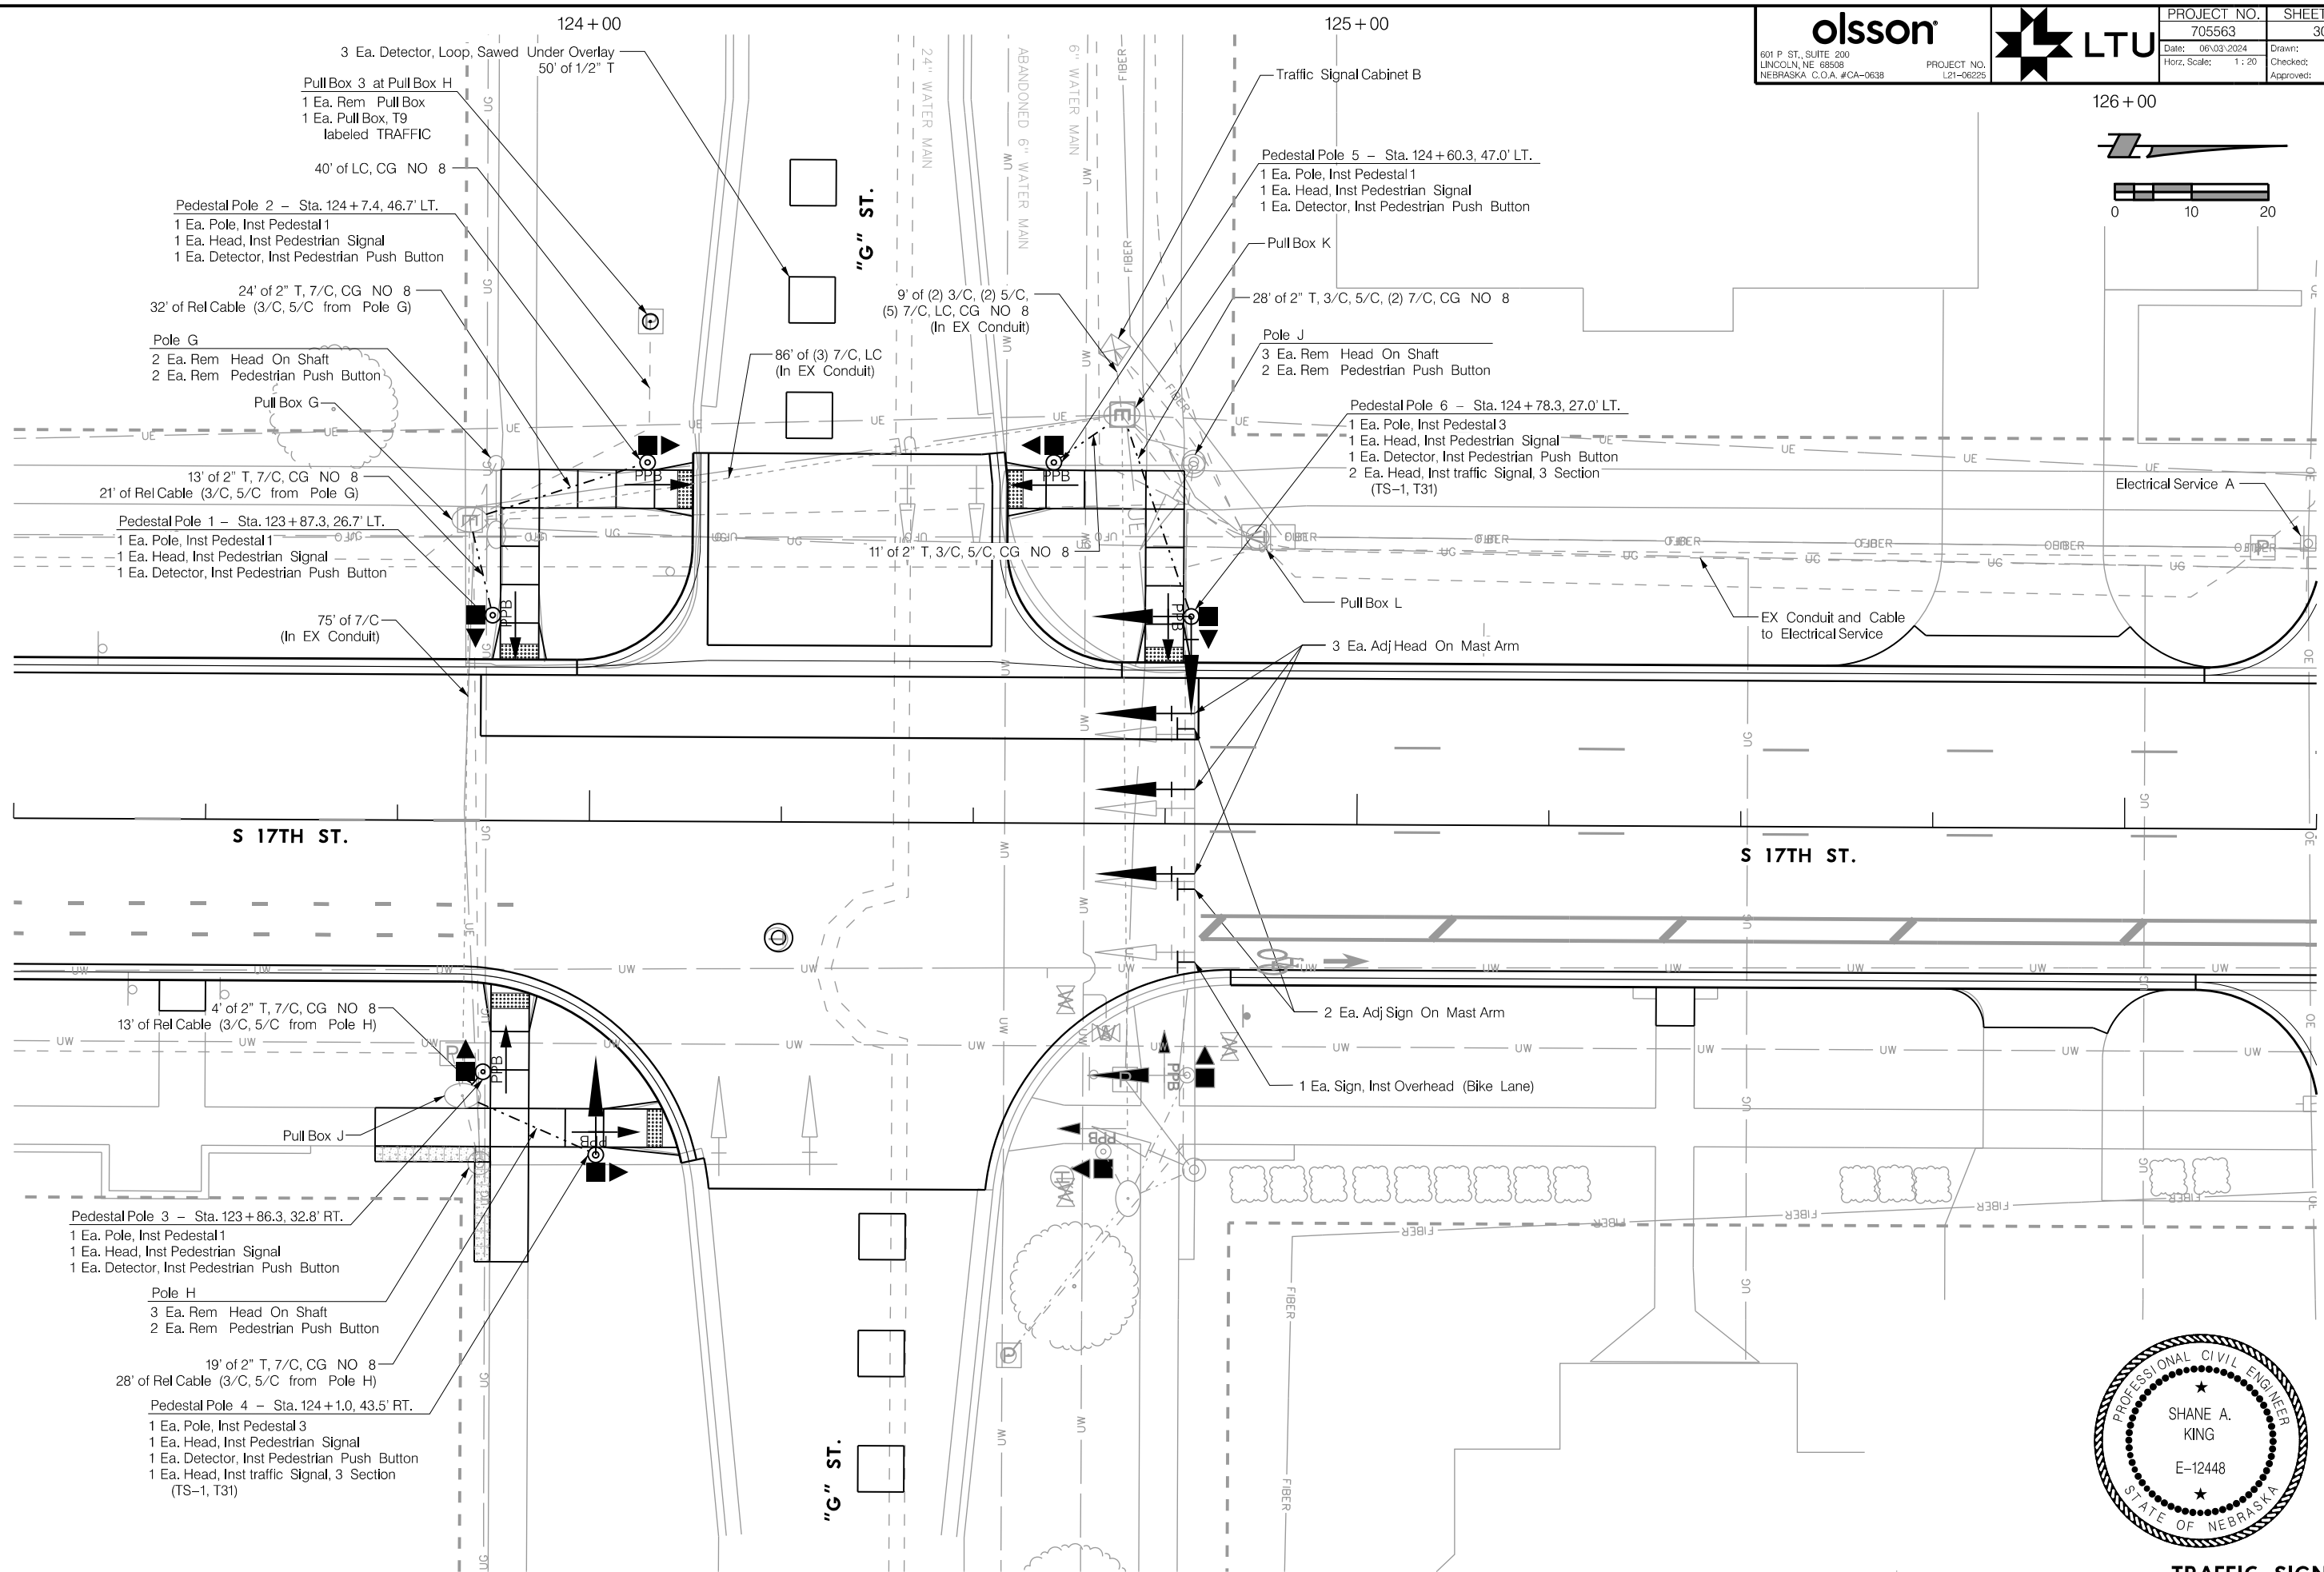 124+00
125+00
126+00
olsson
601 P ST., SUITE 200
LINCOLN, NE 68508
NEBRASKA C.O.A. #CA-0638
PROJECT NO.
L21-06225
LTU
PROJECT NO.
705563
Date: 06\03\2024
Horz. Scale: 1 : 20
SHEET
30
Drawn:
Checked:
Approved:
0 10 20
3 Ea. Detector, Loop, Sawed Under Overlay
50' of 1/2" T
Pull Box 3 at Pull Box H
1 Ea. Rem Pull Box
1 Ea. Pull Box, T9
labeled TRAFFIC
40' of LC, CG NO 8
Pedestal Pole 2 – Sta. 124+7.4, 46.7' LT.
1 Ea. Pole, Inst Pedestal 1
1 Ea. Head, Inst Pedestrian Signal
1 Ea. Detector, Inst Pedestrian Push Button
24' of 2" T, 7/C, CG NO 8
32' of Rel Cable (3/C, 5/C from Pole G)
Pole G
2 Ea. Rem Head On Shaft
2 Ea. Rem Pedestrian Push Button
Pull Box G
13' of 2" T, 7/C, CG NO 8
21' of Rel Cable (3/C, 5/C from Pole G)
Pedestal Pole 1 – Sta. 123+87.3, 26.7' LT.
1 Ea. Pole, Inst Pedestal 1
1 Ea. Head, Inst Pedestrian Signal
1 Ea. Detector, Inst Pedestrian Push Button
75' of 7/C
(In EX Conduit)
86' of (3) 7/C, LC
(In EX Conduit)
9' of (2) 3/C, (2) 5/C,
(5) 7/C, LC, CG NO 8
(In EX Conduit)
11' of 2" T, 3/C, 5/C, CG NO 8
24" WATER MAIN
ABANDONED 6" WATER MAIN
6" WATER MAIN
FIBER
"G" ST.
Traffic Signal Cabinet B
Pedestal Pole 5 – Sta. 124+60.3, 47.0' LT.
1 Ea. Pole, Inst Pedestal 1
1 Ea. Head, Inst Pedestrian Signal
1 Ea. Detector, Inst Pedestrian Push Button
Pull Box K
28' of 2" T, 3/C, 5/C, (2) 7/C, CG NO 8
Pole J
3 Ea. Rem Head On Shaft
2 Ea. Rem Pedestrian Push Button
Pedestal Pole 6 – Sta. 124+78.3, 27.0' LT.
1 Ea. Pole, Inst Pedestal 3
1 Ea. Head, Inst Pedestrian Signal
1 Ea. Detector, Inst Pedestrian Push Button
2 Ea. Head, Inst traffic Signal, 3 Section
(TS-1, T31)
Electrical Service A
Pull Box L
EX Conduit and Cable
to Electrical Service
3 Ea. Adj Head On Mast Arm
PPB
PPB
PPB
PPB
S 17TH ST.
S 17TH ST.
2 Ea. Adj Sign On Mast Arm
1 Ea. Sign, Inst Overhead (Bike Lane)
4' of 2" T, 7/C, CG NO 8
13' of Rel Cable (3/C, 5/C from Pole H)
PPB
PPB
PPB
PPB
Pull Box J
Pedestal Pole 3 – Sta. 123+86.3, 32.8' RT.
1 Ea. Pole, Inst Pedestal 1
1 Ea. Head, Inst Pedestrian Signal
1 Ea. Detector, Inst Pedestrian Push Button
Pole H
3 Ea. Rem Head On Shaft
2 Ea. Rem Pedestrian Push Button
19' of 2" T, 7/C, CG NO 8
28' of Rel Cable (3/C, 5/C from Pole H)
Pedestal Pole 4 – Sta. 124+1.0, 43.5' RT.
1 Ea. Pole, Inst Pedestal 3
1 Ea. Head, Inst Pedestrian Signal
1 Ea. Detector, Inst Pedestrian Push Button
1 Ea. Head, Inst traffic Signal, 3 Section
(TS-1, T31)
"G" ST.
FIBER
FIBER
FIBER
FIBER
PROFESSIONAL CIVIL ENGINEER
SHANE A.
KING
E-12448
STATE OF NEBRASKA